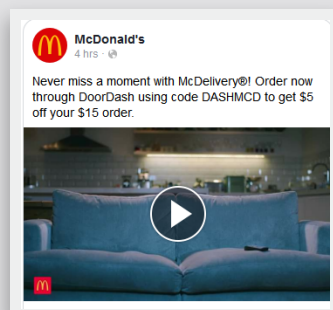 McDonald's
4 hrs ·
Never miss a moment with McDelivery®! Order now
through DoorDash using code DASHMCD to get $5
off your $15 order.